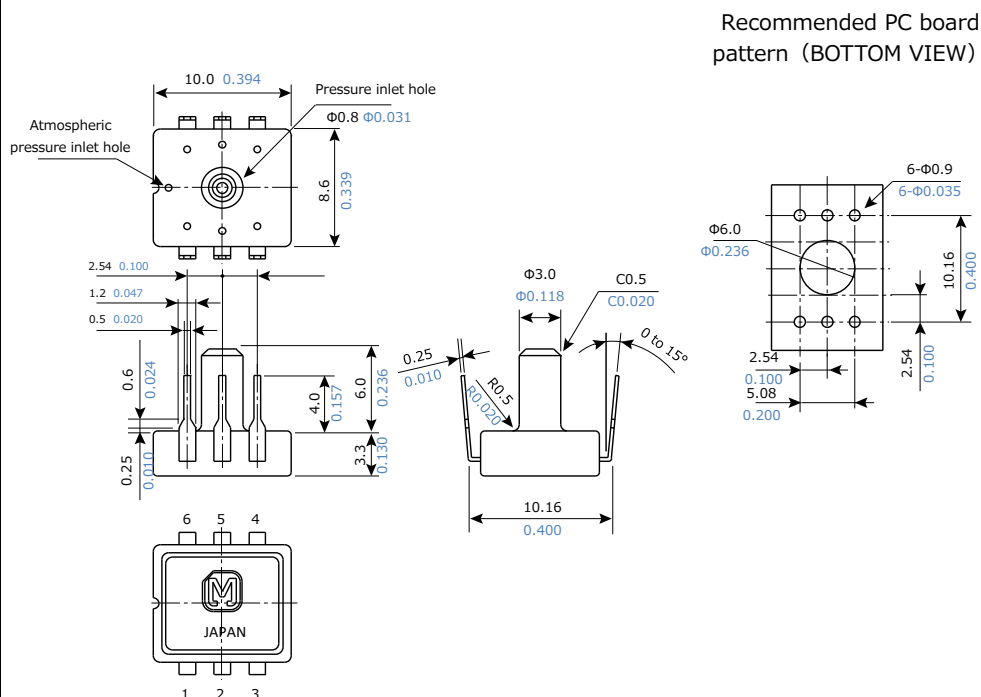 Recommended PC board
pattern（BOTTOM VIEW）
10.0 0.394
Pressure inlet hole
Φ0.8 Φ0.031
Atmospheric
pressure inlet hole
8.6
0.339
2.54 0.100
1.2 0.047
0.5 0.020
0.6
0.024
0.25
0.010
4.0
0.157
6.0
0.236
3.3
0.130
Φ3.0
Φ0.118
C0.5
C0.020
0.25
0.010
R0.5
R0.020
0 to 15°
10.16
0.400
6-Φ0.9
6-Φ0.035
Φ6.0
Φ0.236
10.16
0.400
2.54
0.100
2.54
0.100
5.08
0.200
6 5 4
M
JAPAN
1 2 3